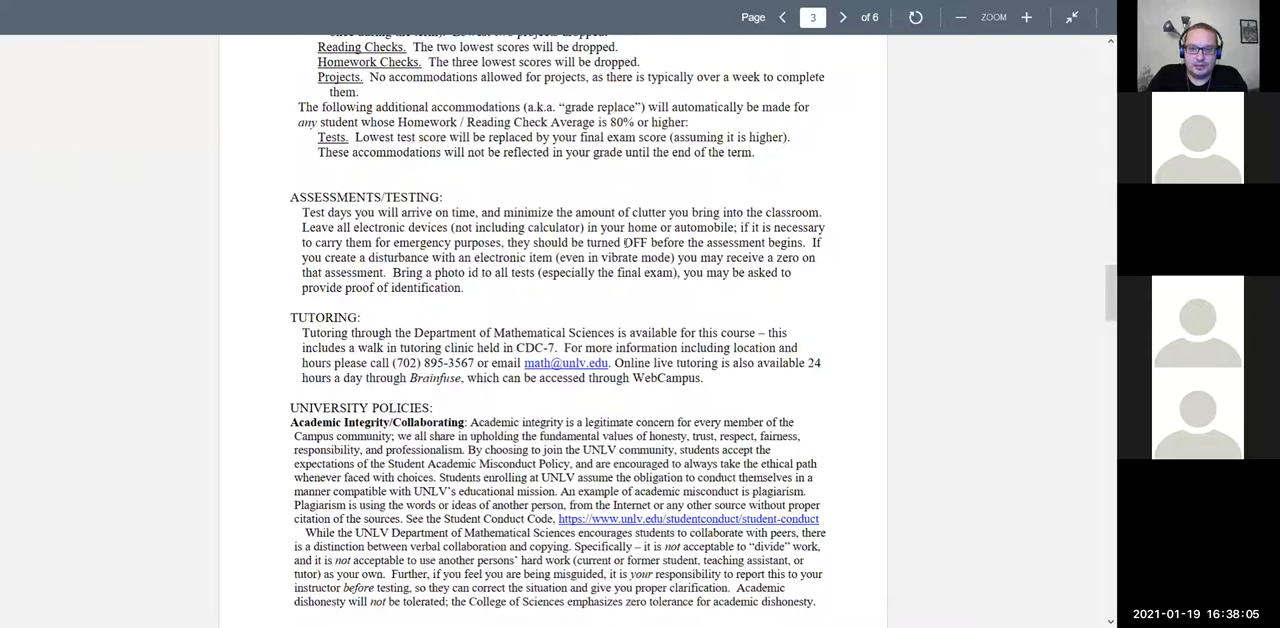 Page 3 of 6 ZOOM
once during the term). Lowest two projects dropped.
Reading Checks. The two lowest scores will be dropped.
Homework Checks. The three lowest scores will be dropped.
Projects. No accommodations allowed for projects, as there is typically over a week to complete
them.
The following additional accommodations (a.k.a. “grade replace”) will automatically be made for
any student whose Homework / Reading Check Average is 80% or higher:
Tests. Lowest test score will be replaced by your final exam score (assuming it is higher).
These accommodations will not be reflected in your grade until the end of the term.
ASSESSMENTS/TESTING:
Test days you will arrive on time, and minimize the amount of clutter you bring into the classroom.
Leave all electronic devices (not including calculator) in your home or automobile; if it is necessary
to carry them for emergency purposes, they should be turned OFF before the assessment begins. If
you create a disturbance with an electronic item (even in vibrate mode) you may receive a zero on
that assessment. Bring a photo id to all tests (especially the final exam), you may be asked to
provide proof of identification.
TUTORING:
Tutoring through the Department of Mathematical Sciences is available for this course – this
includes a walk in tutoring clinic held in CDC-7. For more information including location and
hours please call (702) 895-3567 or email math@unlv.edu. Online live tutoring is also available 24
hours a day through Brainfuse, which can be accessed through WebCampus.
UNIVERSITY POLICIES:
Academic Integrity/Collaborating: Academic integrity is a legitimate concern for every member of the
Campus community; we all share in upholding the fundamental values of honesty, trust, respect, fairness,
responsibility, and professionalism. By choosing to join the UNLV community, students accept the
expectations of the Student Academic Misconduct Policy, and are encouraged to always take the ethical path
whenever faced with choices. Students enrolling at UNLV assume the obligation to conduct themselves in a
manner compatible with UNLV’s educational mission. An example of academic misconduct is plagiarism.
Plagiarism is using the words or ideas of another person, from the Internet or any other source without proper
citation of the sources. See the Student Conduct Code, https://www.unlv.edu/studentconduct/student-conduct
While the UNLV Department of Mathematical Sciences encourages students to collaborate with peers, there
is a distinction between verbal collaboration and copying. Specifically – it is not acceptable to “divide” work,
and it is not acceptable to use another persons’ hard work (current or former student, teaching assistant, or
tutor) as your own. Further, if you feel you are being misguided, it is your responsibility to report this to your
instructor before testing, so they can correct the situation and give you proper clarification. Academic
dishonesty will not be tolerated; the College of Sciences emphasizes zero tolerance for academic dishonesty.
2021-01-19 16:38:05